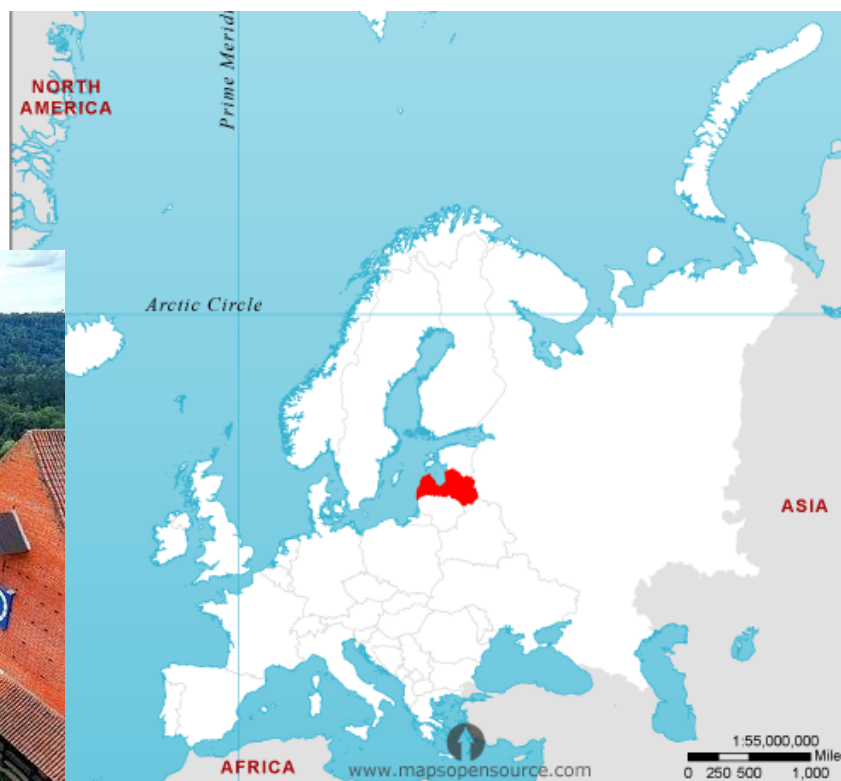 NORTH
AMERICA
Prime Meridi
Arctic Circle
ASIA
1:55,000,000
Mile
0 250 500 1,000
AFRICA
www.mapsopensource.com